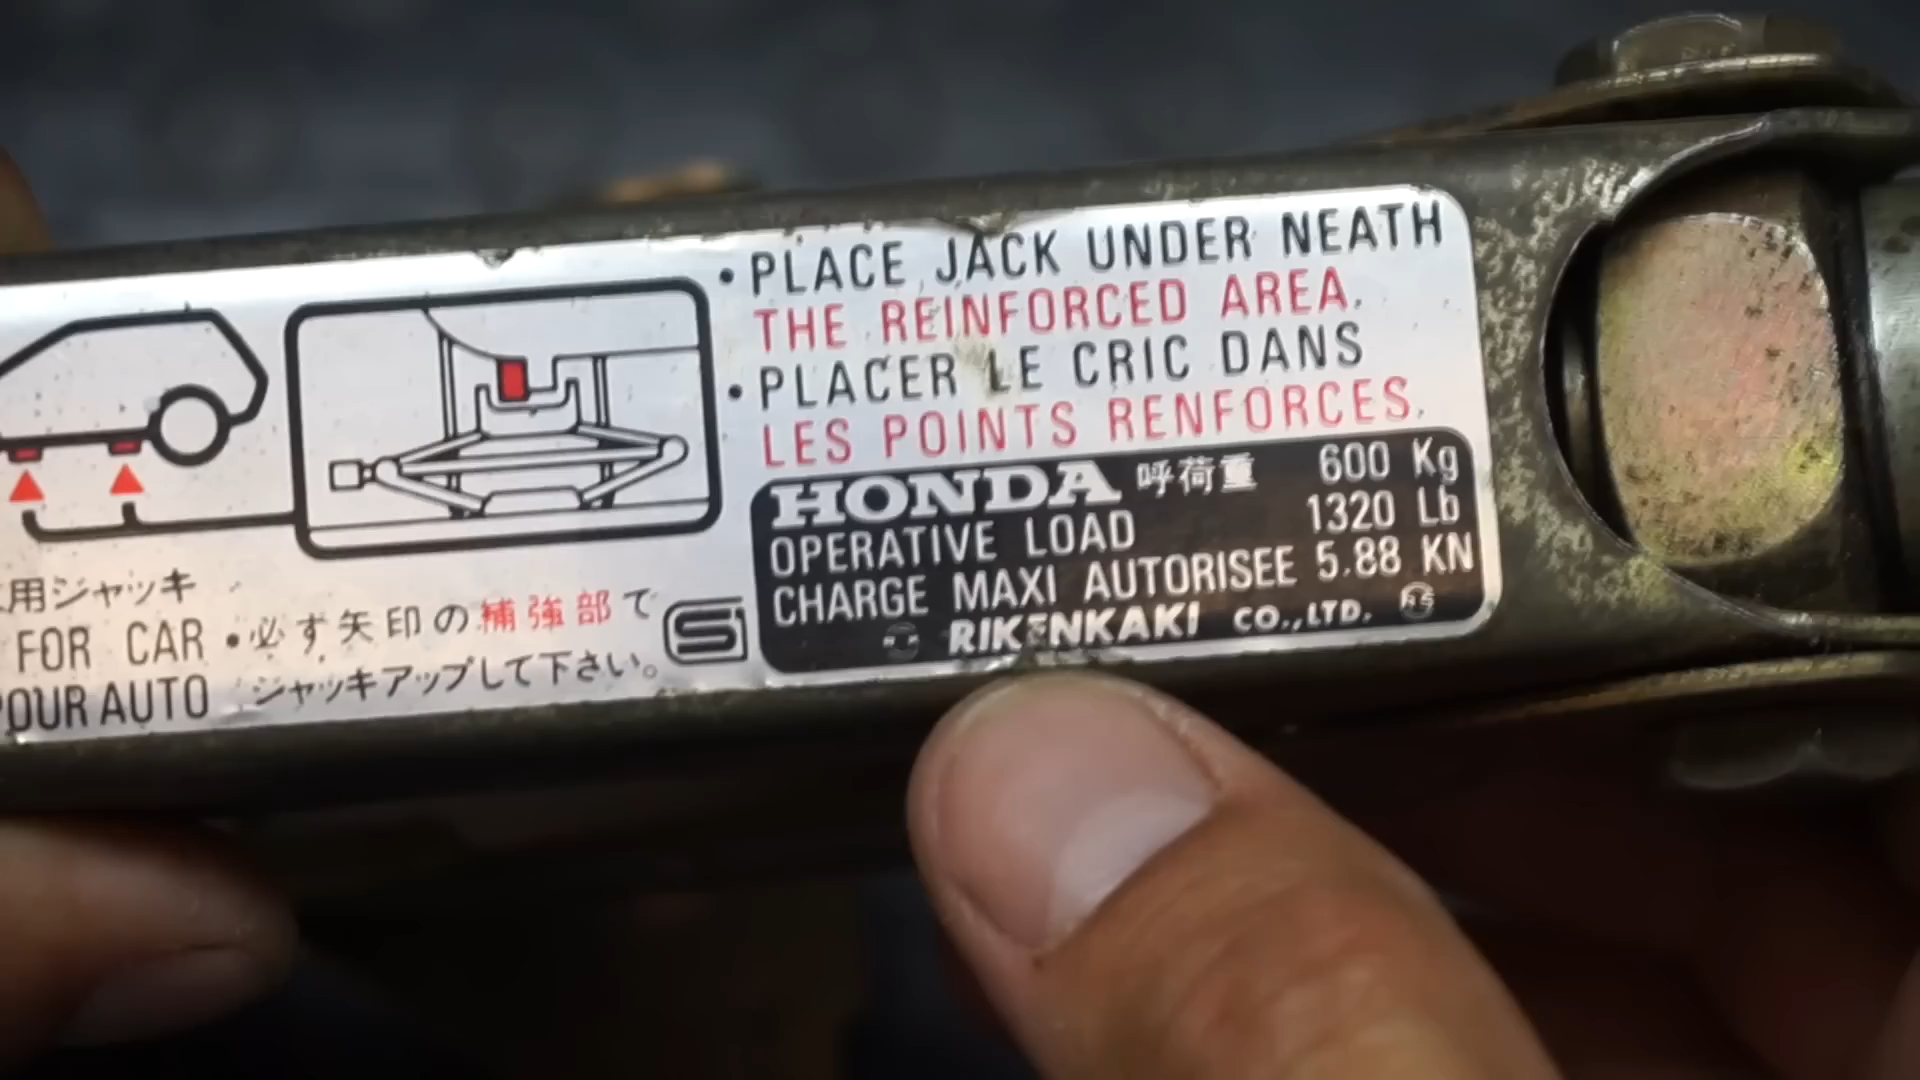 • PLACE JACK UNDER NEATH
THE REINFORCED AREA.
• PLACER LE CRIC DANS
LES POINTS RENFORCES.
HONDA 呼荷重 600 Kg
OPERATIVE LOAD 1320 Lb
CHARGE MAXI AUTORISEE 5.88 KN
RIKENKAKI CO.,LTD.
用ジャッキ
FOR CAR
POUR AUTO
•必ず矢印の補強部で
ジャッキアップして下さい。